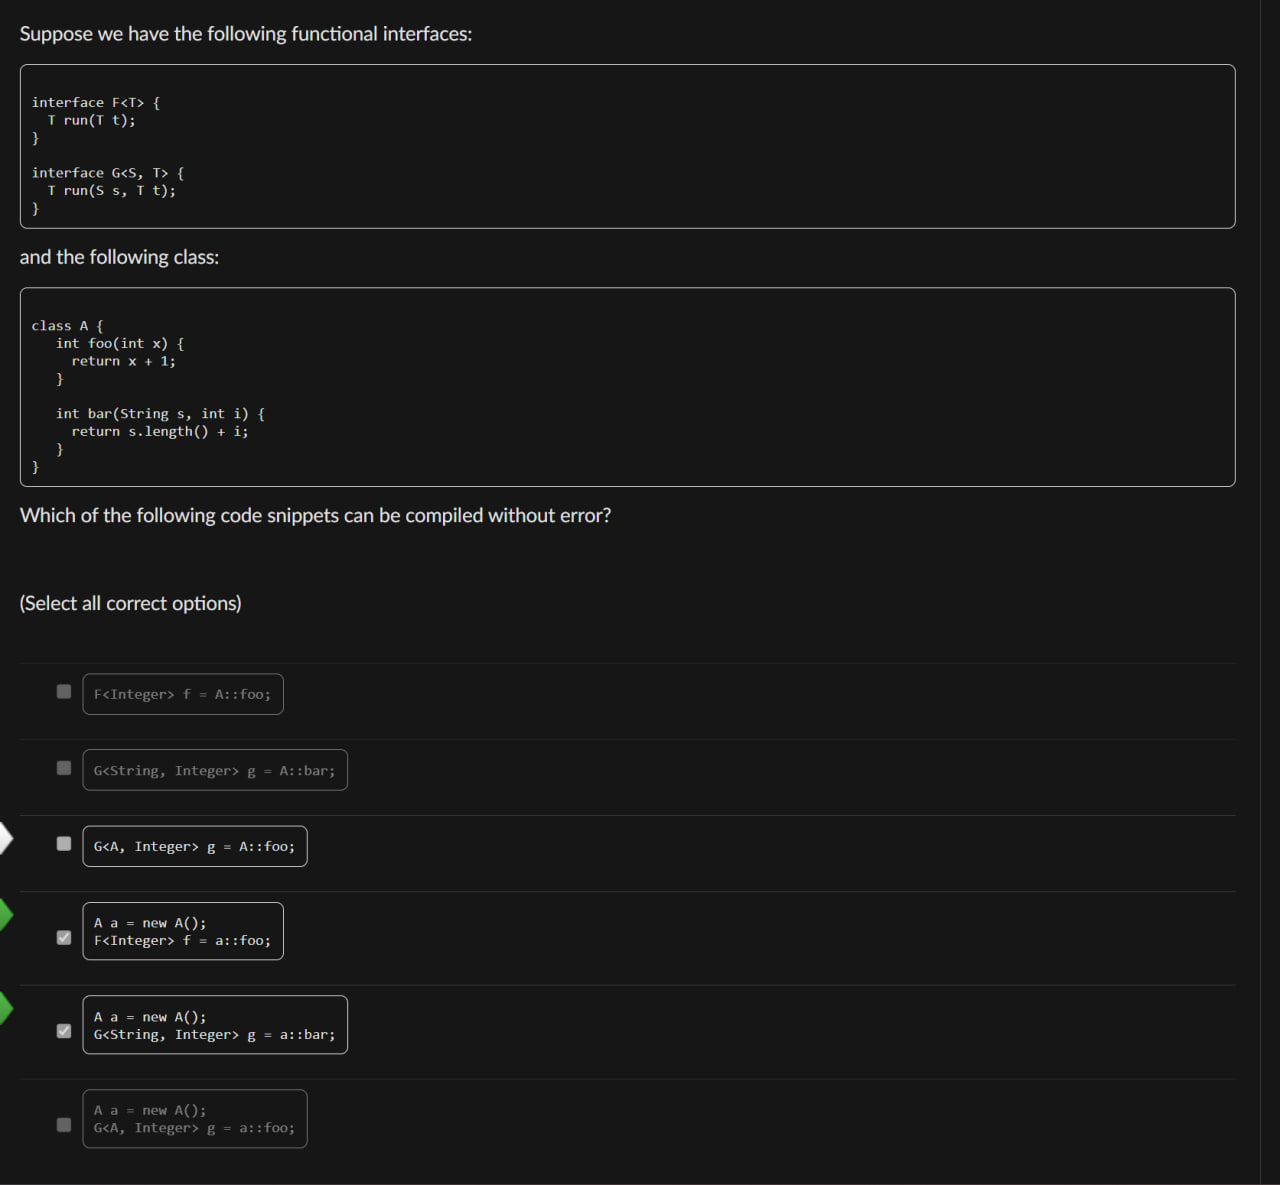 Suppose we have the following functional interfaces:
interface F<T> {
  T run(T t);
}
interface G<S, T> {
  T run(S s, T t);
}
and the following class:
class A {
   int foo(int x) {
     return x + 1;
   }
   int bar(String s, int i) {
     return s.length() + i;
   }
}
Which of the following code snippets can be compiled without error?
(Select all correct options)
F<Integer> f = A::foo;
G<String, Integer> g = A::bar;
G<A, Integer> g = A::foo;
A a = new A();
F<Integer> f = a::foo;
A a = new A();
G<String, Integer> g = a::bar;
A a = new A();
G<A, Integer> g = a::foo;